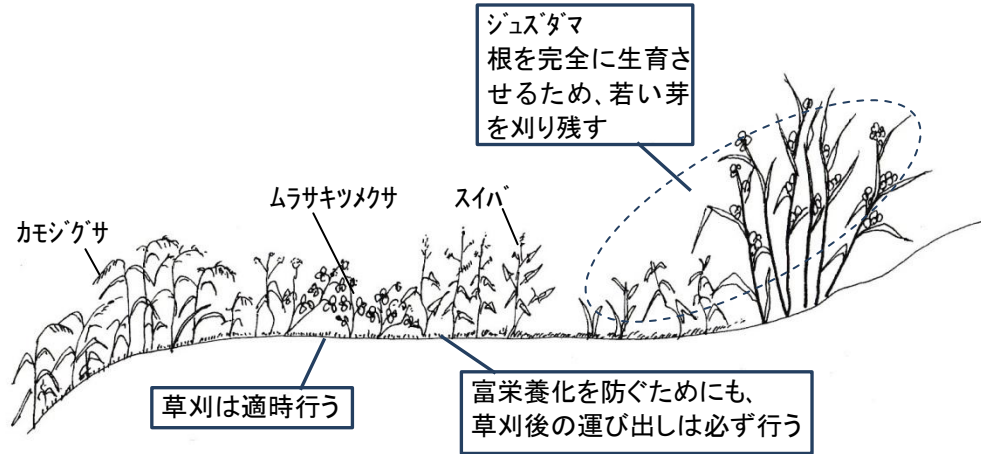 ｼﾞｭｽﾞﾀﾞﾏ
根を完全に生育さ
せるため、若い芽
を刈り残す
ﾑﾗｻｷﾂﾒｸｻ
ｽｲﾊﾞ
ｶﾓｼﾞｸﾞｻ
草刈は適時行う
富栄養化を防ぐためにも、
草刈後の運び出しは必ず行う